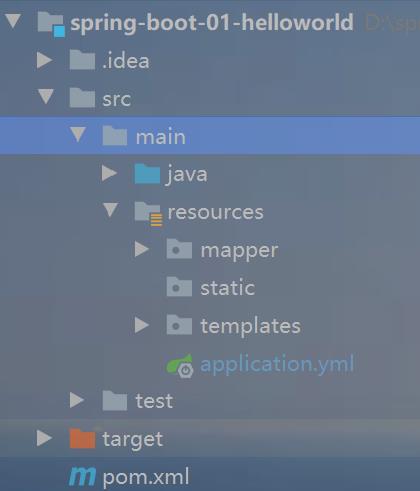 spring-boot-01-helloworld D:\sp
.idea
src
main
java
resources
mapper
static
templates
application.yml
test
target
pom.xml